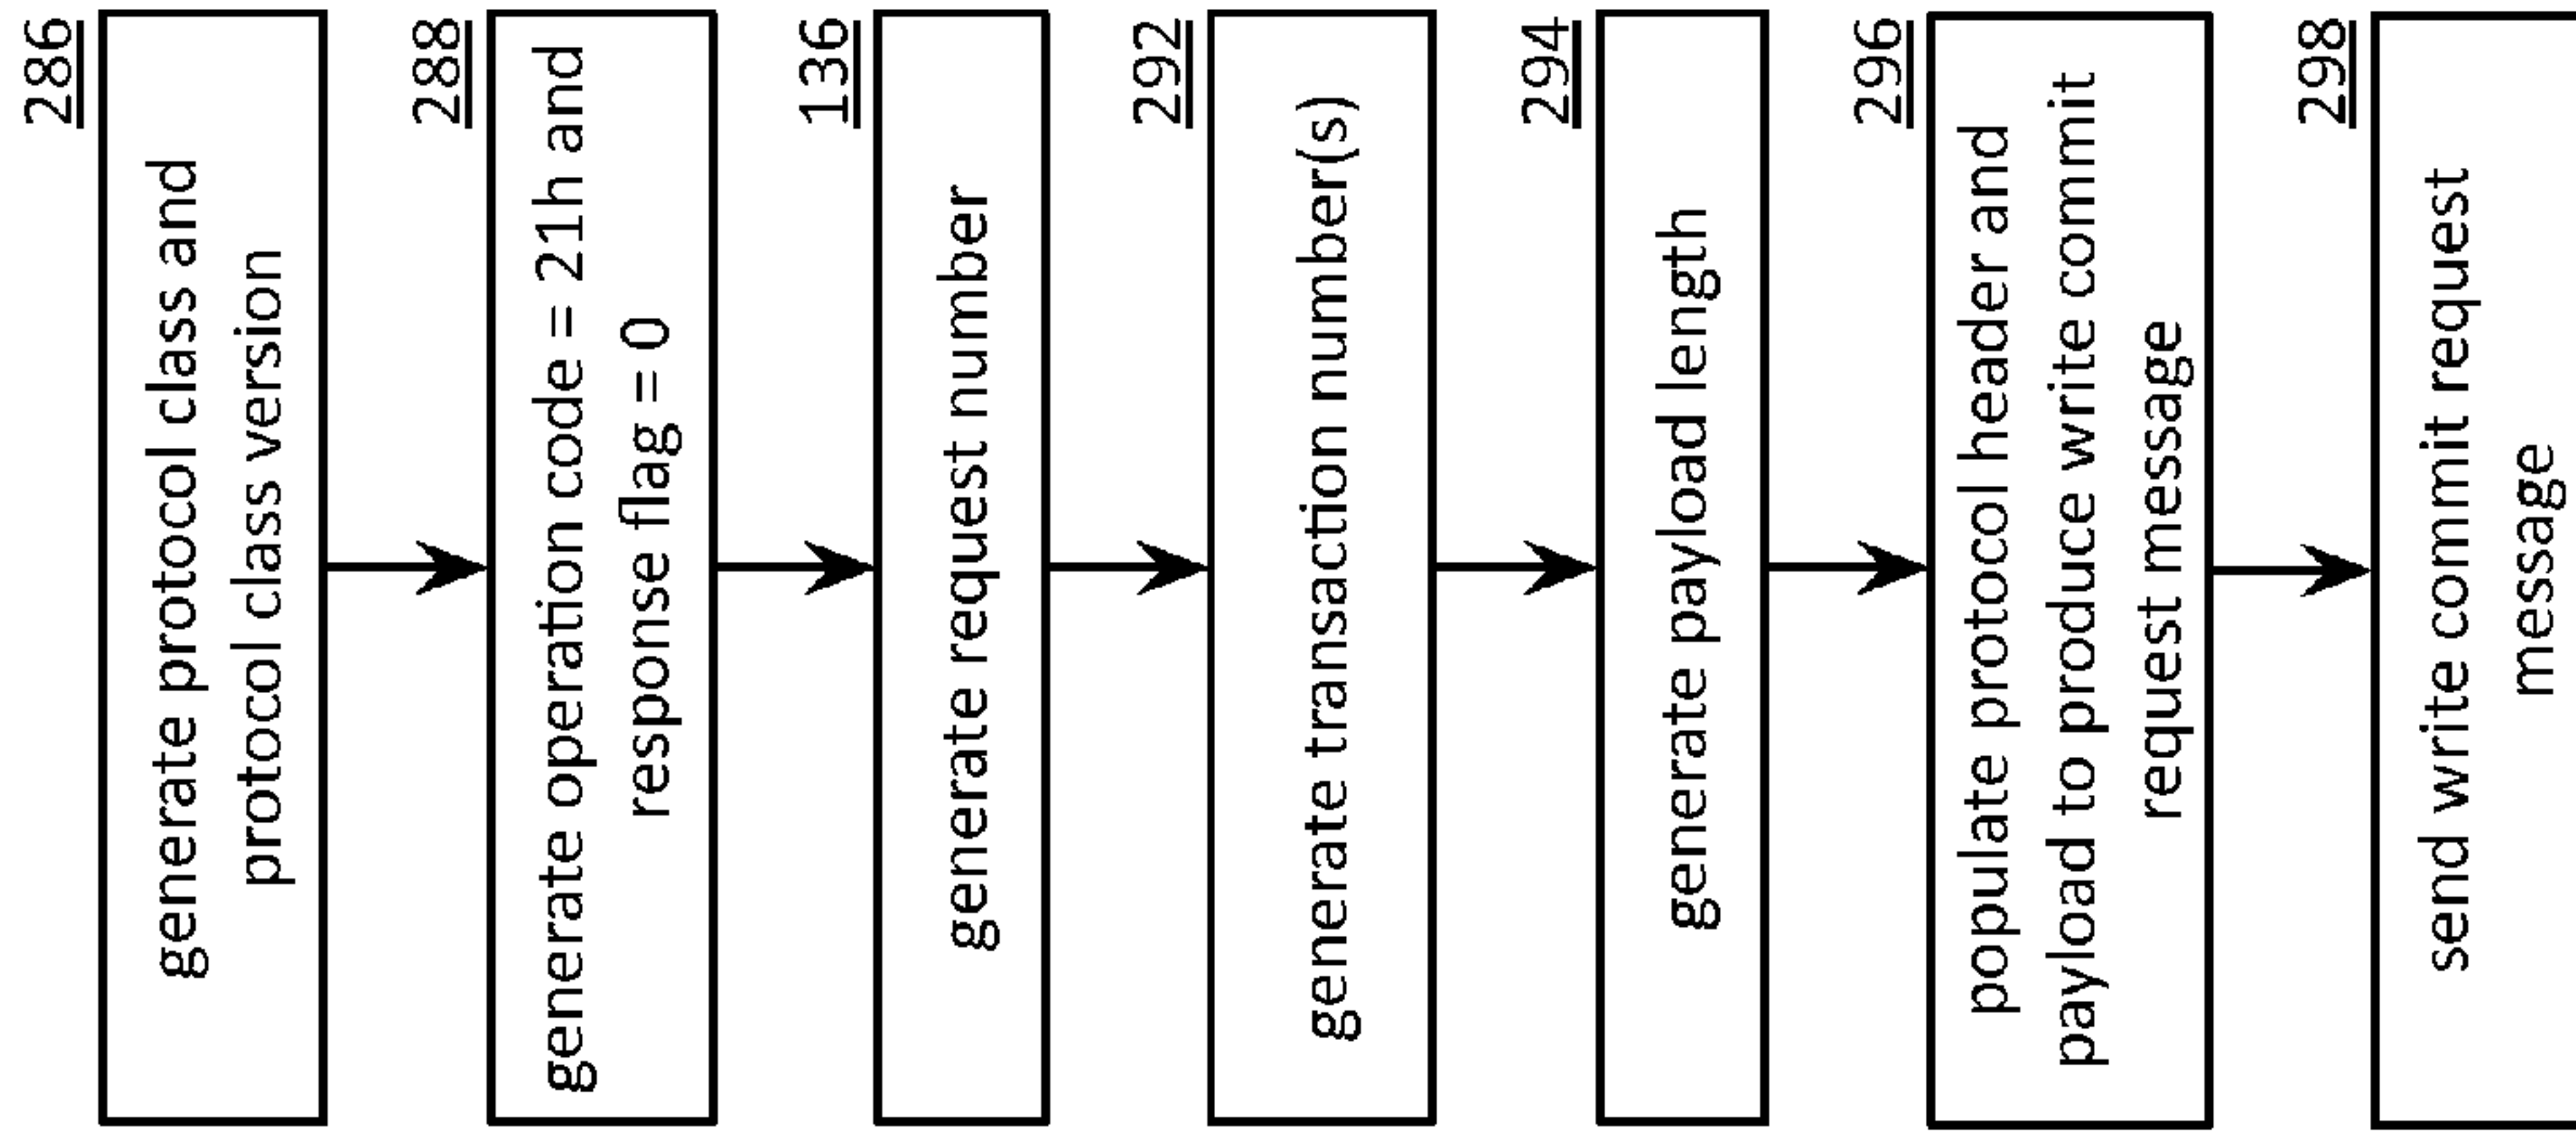 286
generate protocol class and
protocol class version
288
generate operation code = 21h and
response flag = 0
136
generate request number
292
generate transaction number(s)
294
generate payload length
296
populate protocol header and
payload to produce write commit
request message
298
send write commit request
message